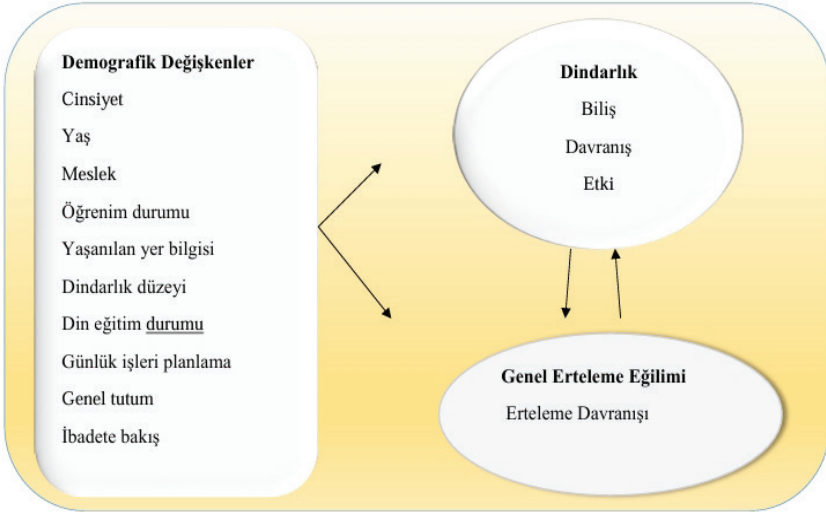 Demografik Değişkenler
Cinsiyet
Yaş
Meslek
Öğrenim durumu
Yaşanılan yer bilgisi
Dindarlık düzeyi
Din eğitim durumu
Günlük işleri planlama
Genel tutum
İbadete bakış
Dindarlık
Biliş
Davranış
Etki
Genel Erteleme Eğilimi
Erteleme Davranışı